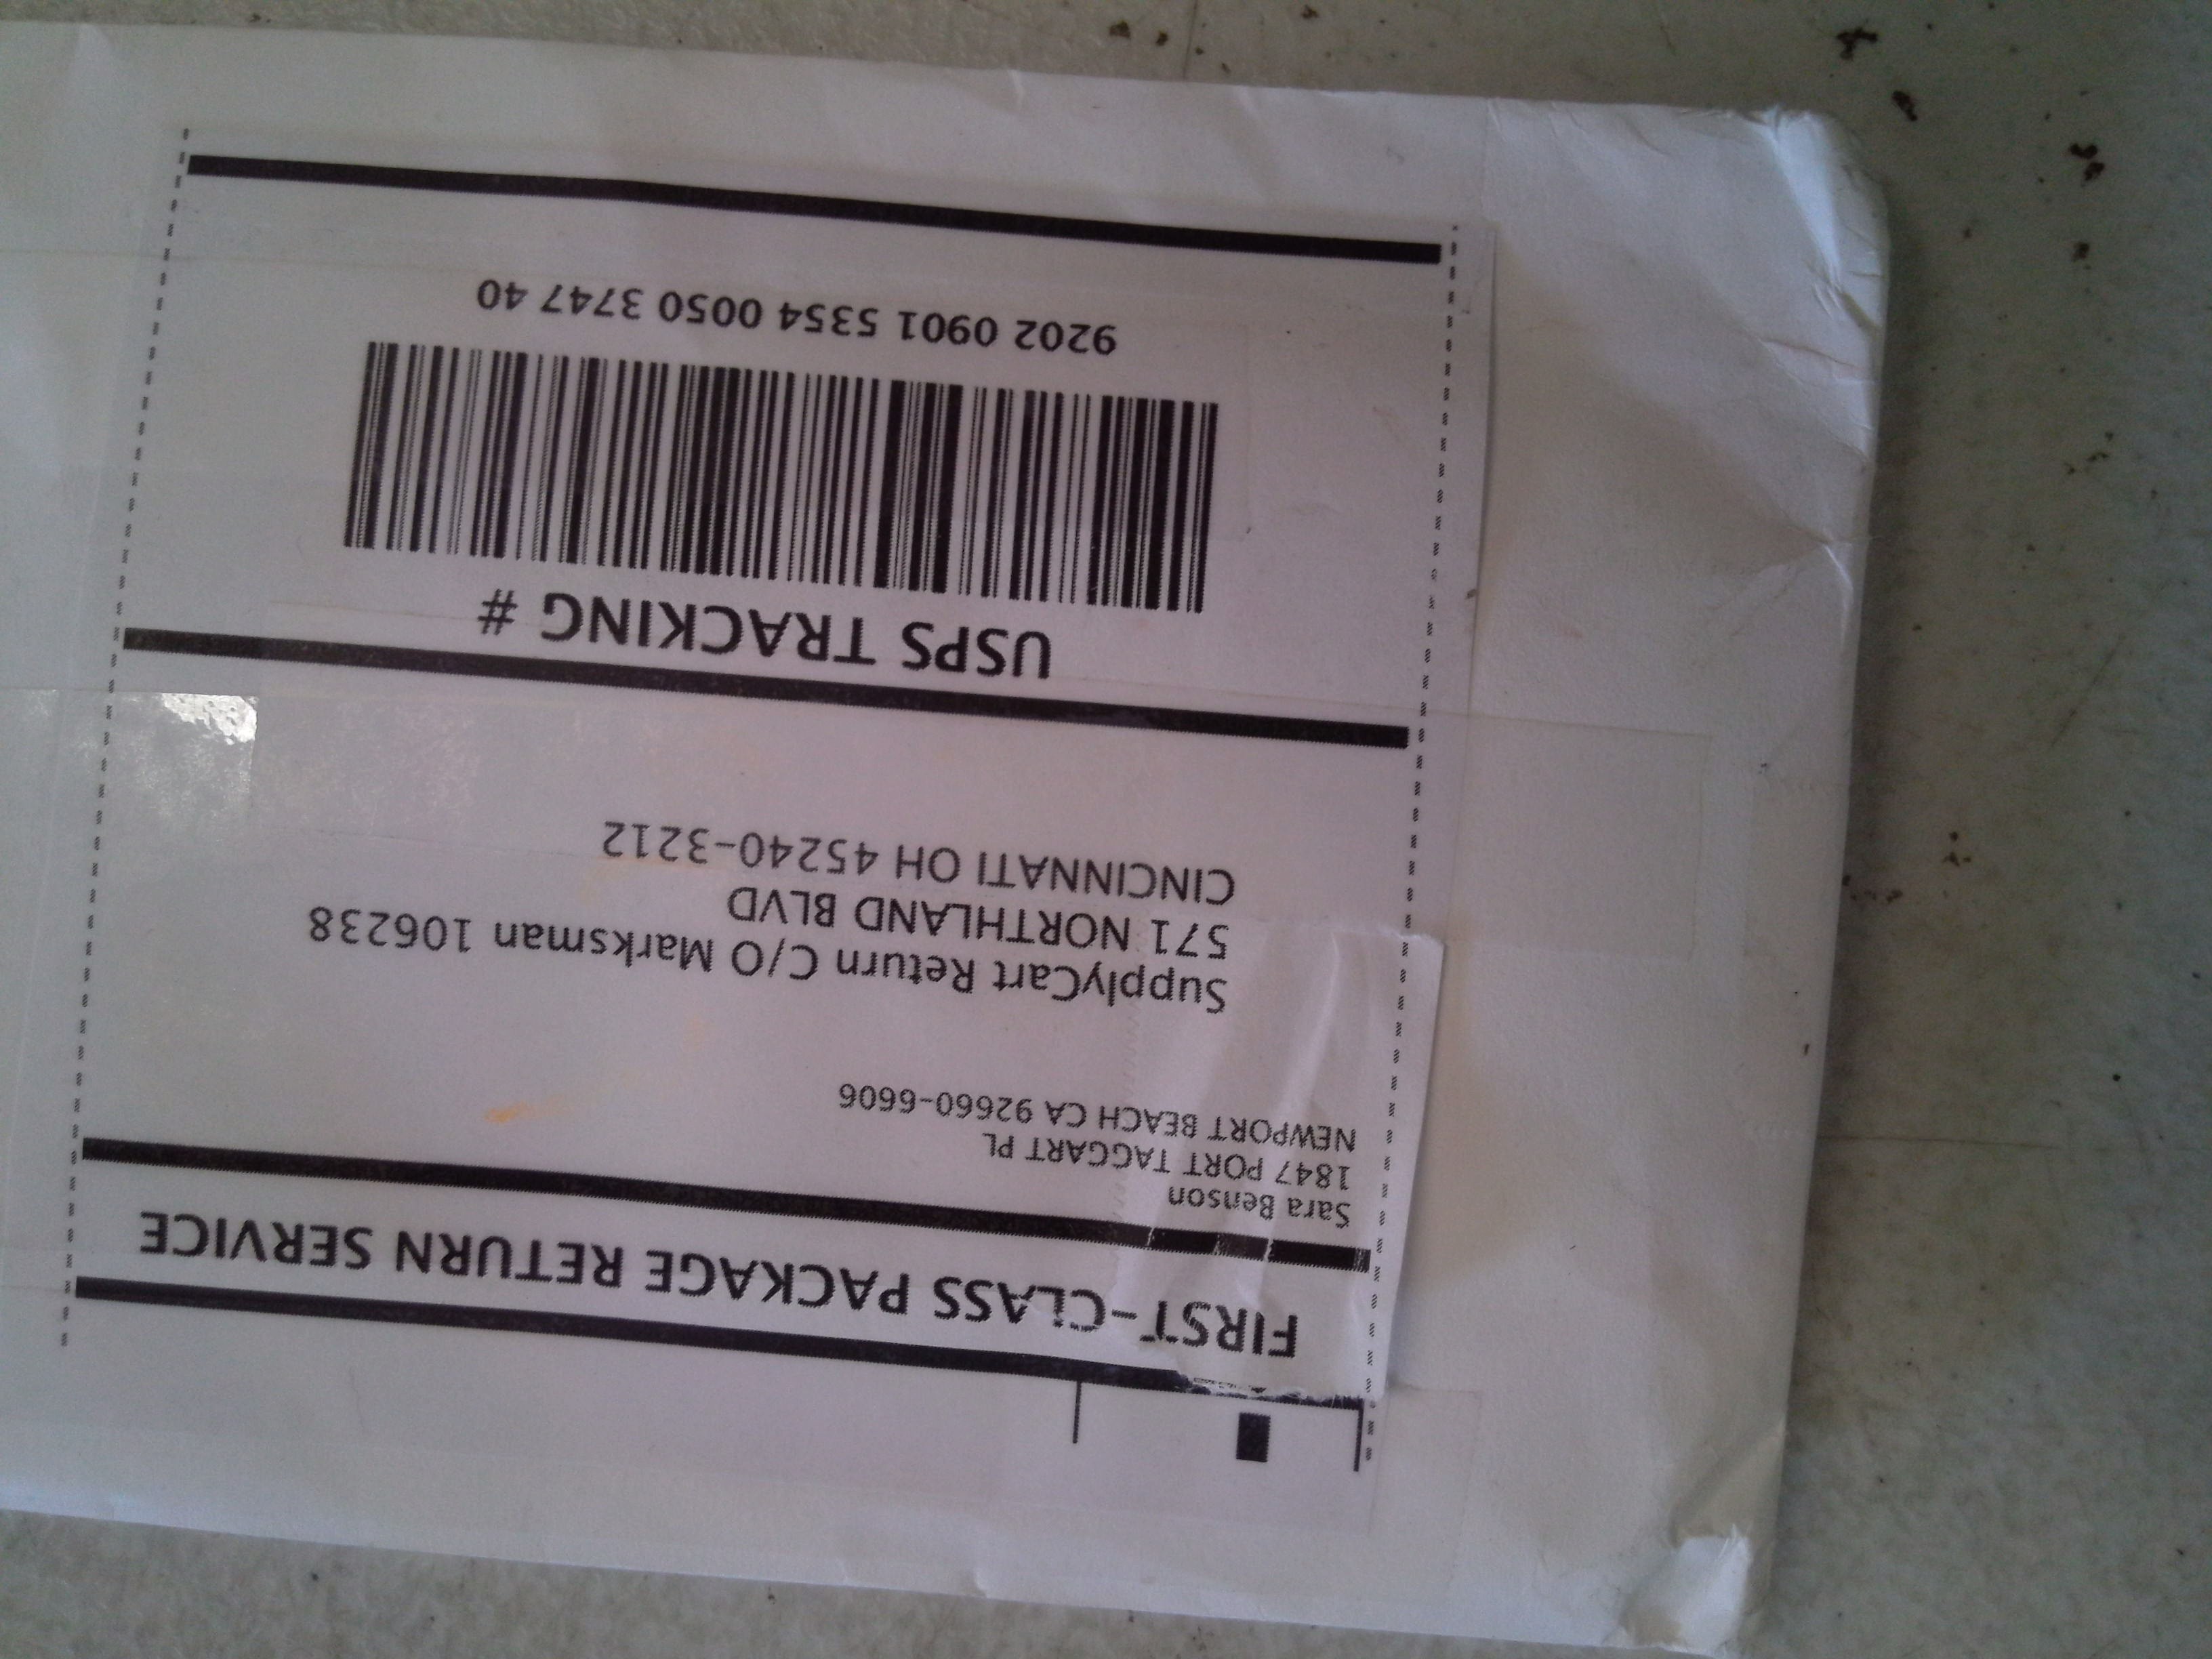 FIRST-CLASS PACKAGE RETURN SERVICE
Sara Benson
1847 PORT TAGGART PL
NEWPORT BEACH CA 92660-6606
SupplyCart Return C/O Marksman 106238
571 NORTHLAND BLVD
CINCINNATI OH 45240-3212
USPS TRACKING #
9202 0901 5354 0050 3747 40